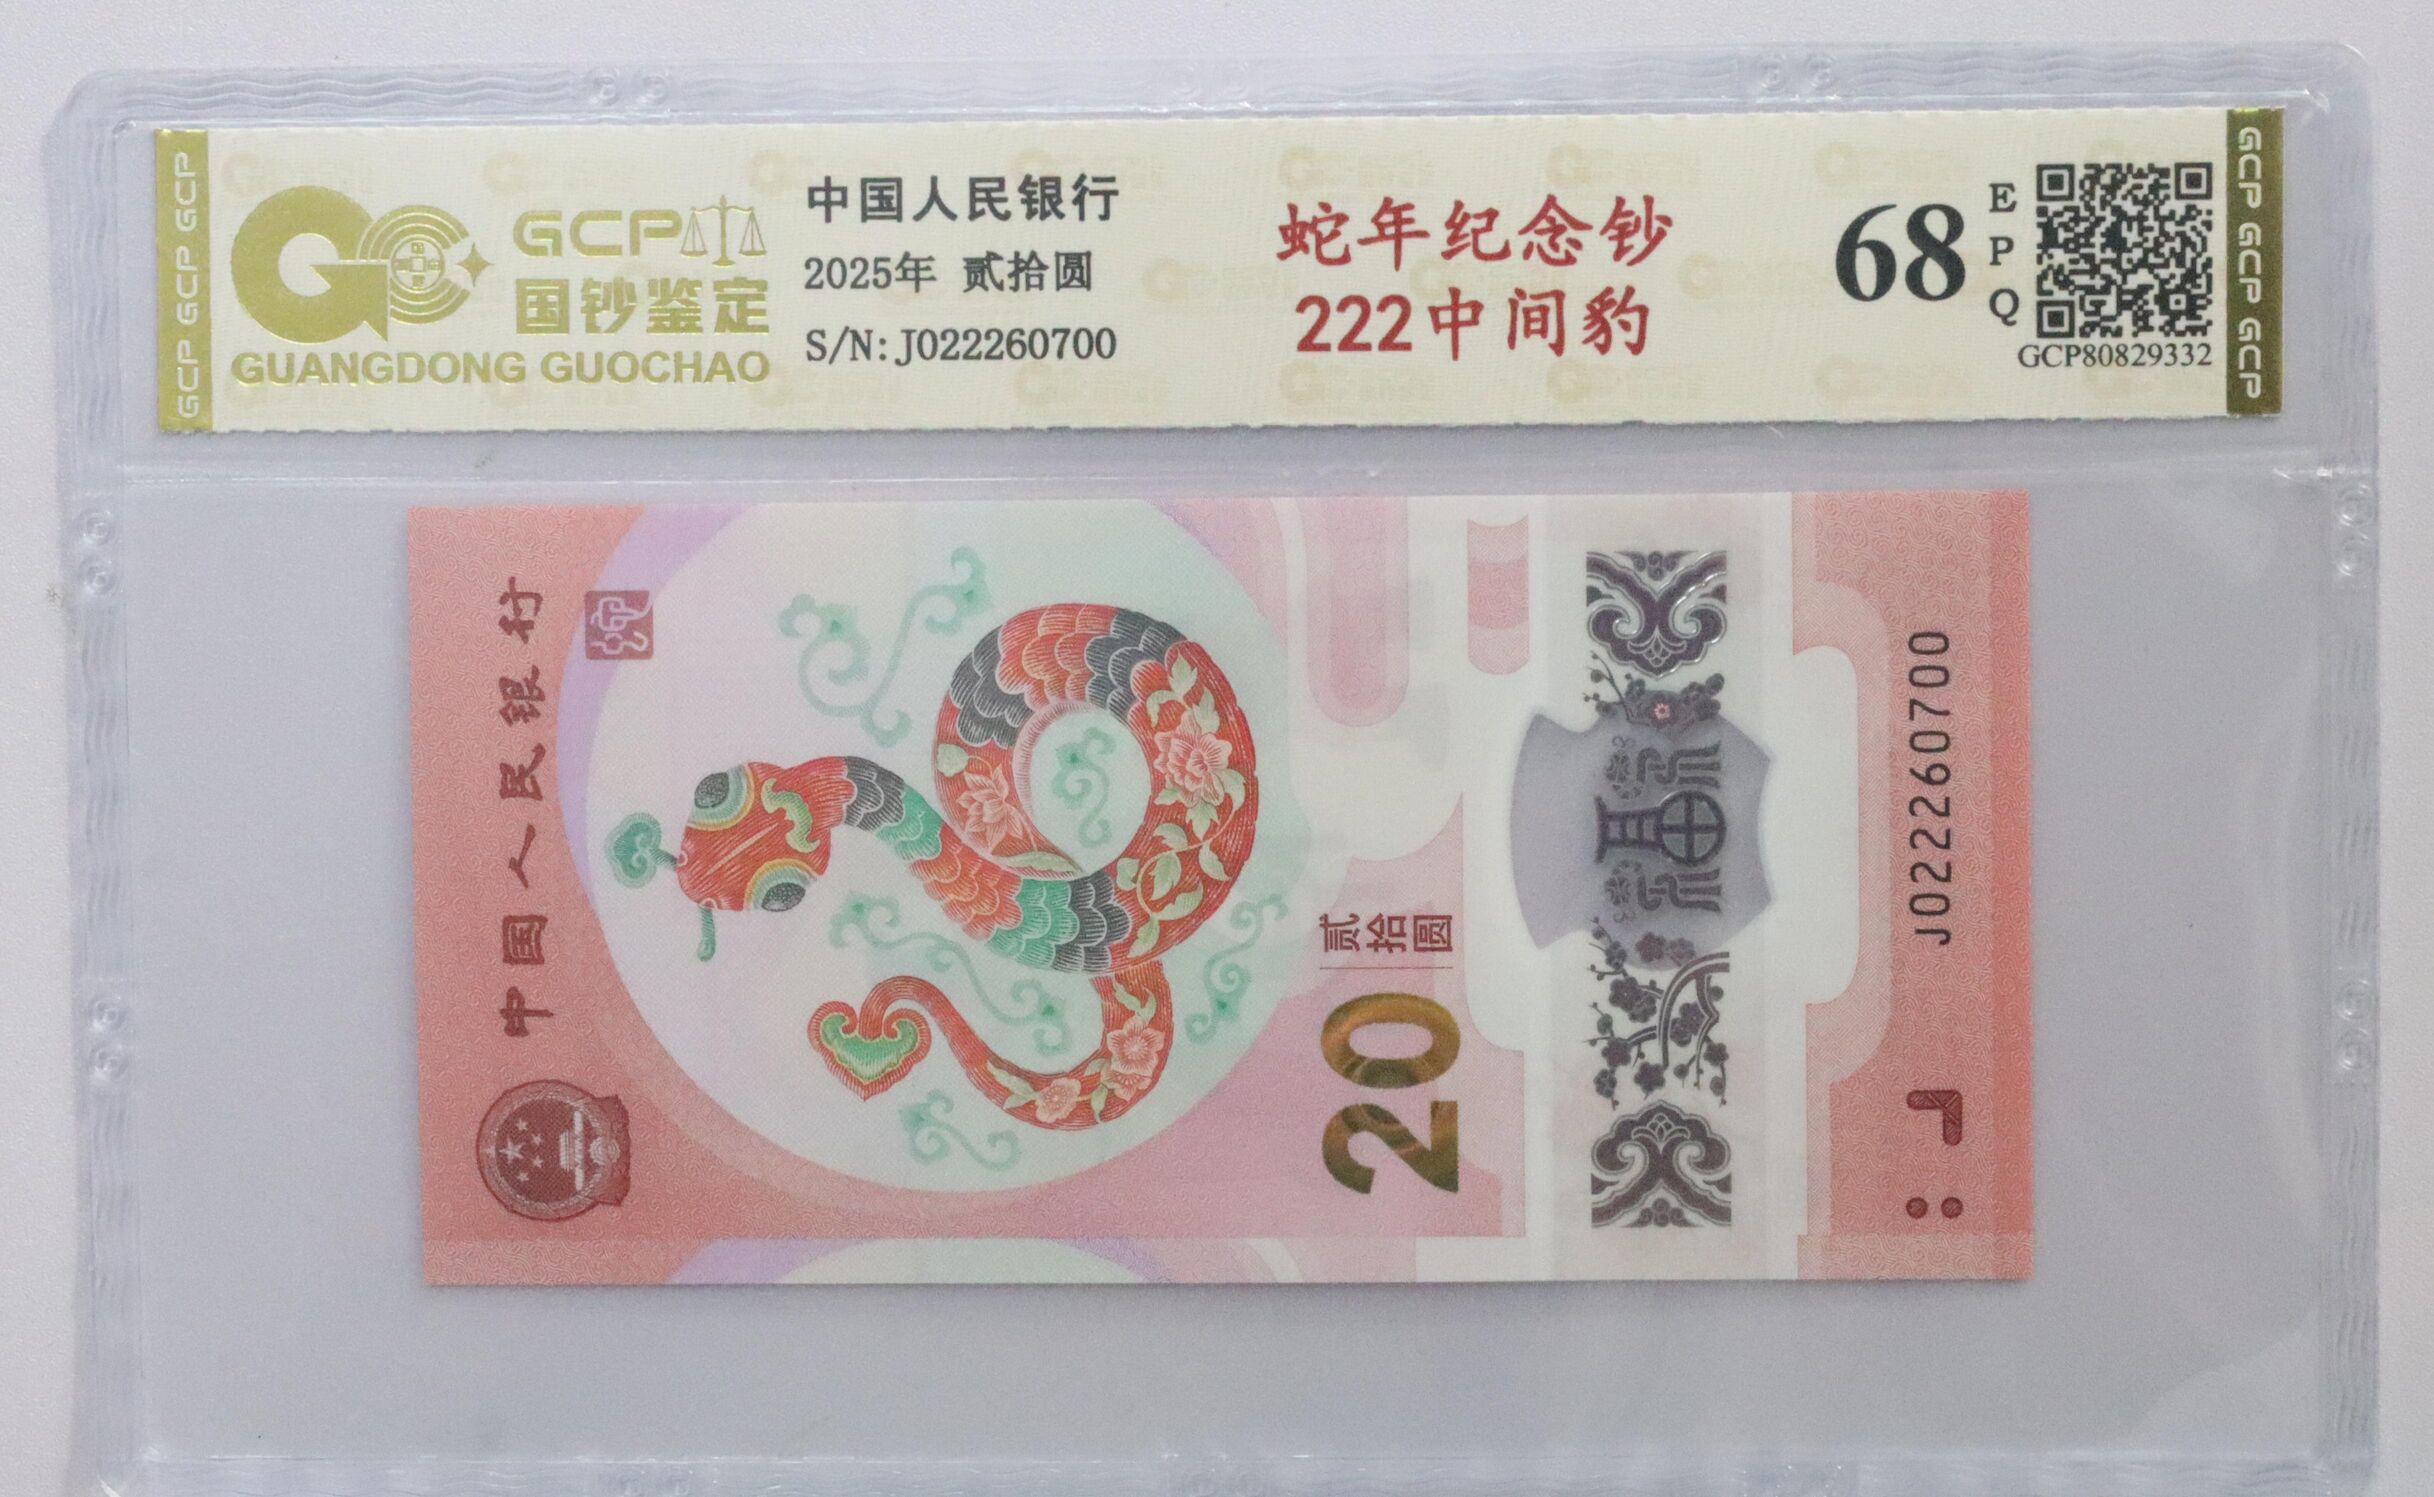 GCP GCP GCP
GCP
国钞鉴定
GUANGDONG GUOCHAO
中国人民银行
2025年 贰拾圆
S/N:J022260700
蛇年纪念钞
222中间豹
68
EPQ
GCP80829332
GCP GCP GCP
中国人民银行
20
贰拾圆
福
J022260700